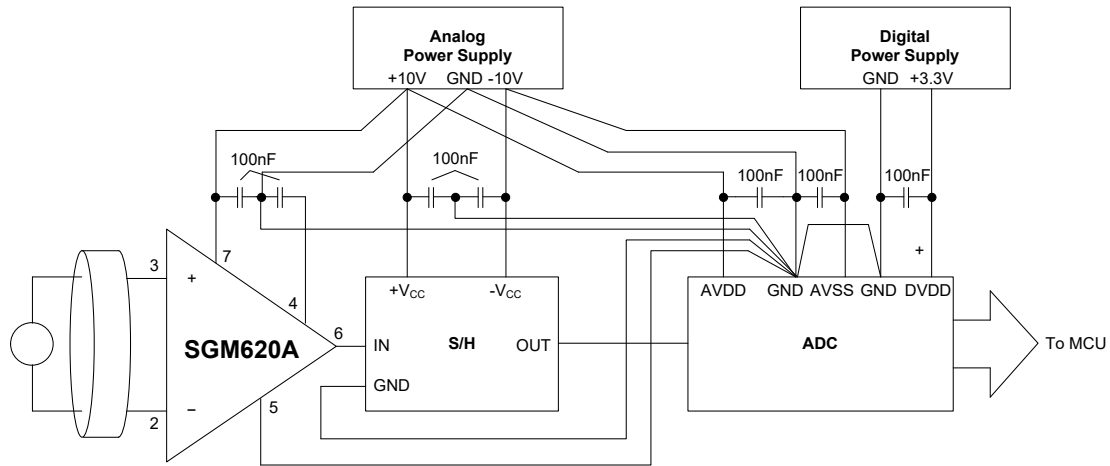 Analog
Power Supply
+10V GND -10V
Digital
Power Supply
GND +3.3V
100nF
100nF
100nF
100nF
100nF
7
3
+
4
6
SGM620A
−
2
5
+VCC
-VCC
IN
S/H
OUT
GND
+
AVDD
GND
AVSS
GND
DVDD
ADC
To MCU